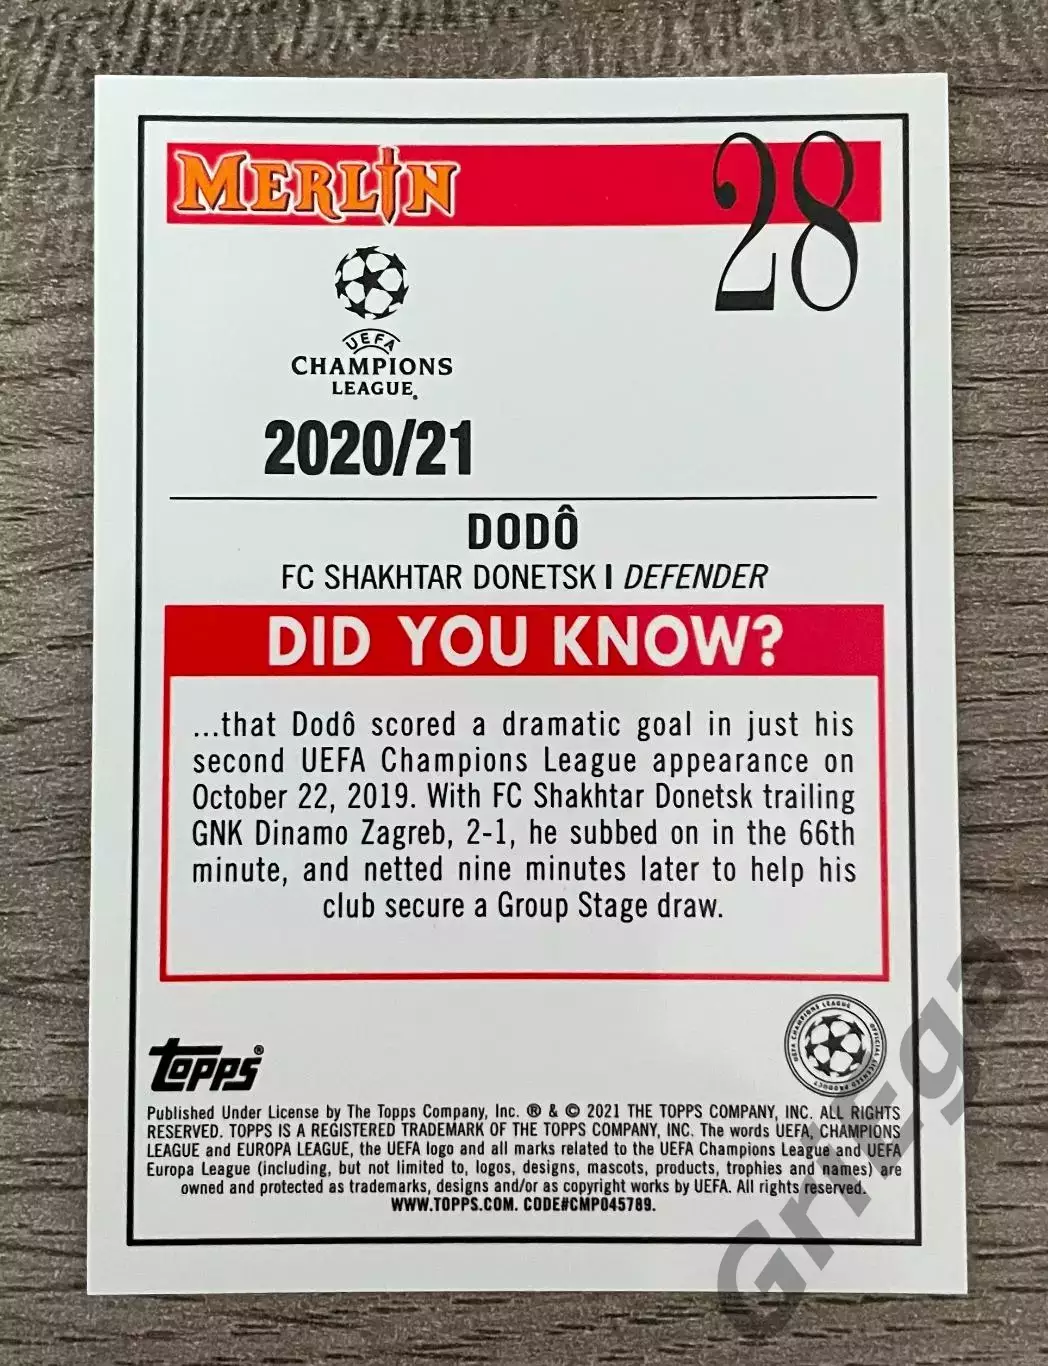 MERLIN
28
UEFA
CHAMPIONS
LEAGUE.
2020/21
DODÔ
FC SHAKHTAR DONETSK | DEFENDER
DID YOU KNOW?
...that Dodô scored a dramatic goal in just his
second UEFA Champions League appearance on
October 22, 2019. With FC Shakhtar Donetsk trailing
GNK Dinamo Zagreb, 2-1, he subbed on in the 66th
minute, and netted nine minutes later to help his
club secure a Group Stage draw.
topps®
UEFA CHAMPIONS LEAGUE
OFFICIAL LICENSED PRODUCT
Published Under License by The Topps Company, Inc. ® & © 2021 THE TOPPS COMPANY, INC. ALL RIGHTS
RESERVED. TOPPS IS A REGISTERED TRADEMARK OF THE TOPPS COMPANY, INC. The words UEFA, CHAMPIONS
LEAGUE and EUROPA LEAGUE, the UEFA logo and all marks related to the UEFA Champions League and UEFA
Europa League (including, but not limited to, logos, designs, mascots, products, trophies and names) are
owned and protected as trademarks, designs and/or as copyright works by UEFA. All rights reserved.
WWW.TOPPS.COM. CODE#CMP045789.
GriEga